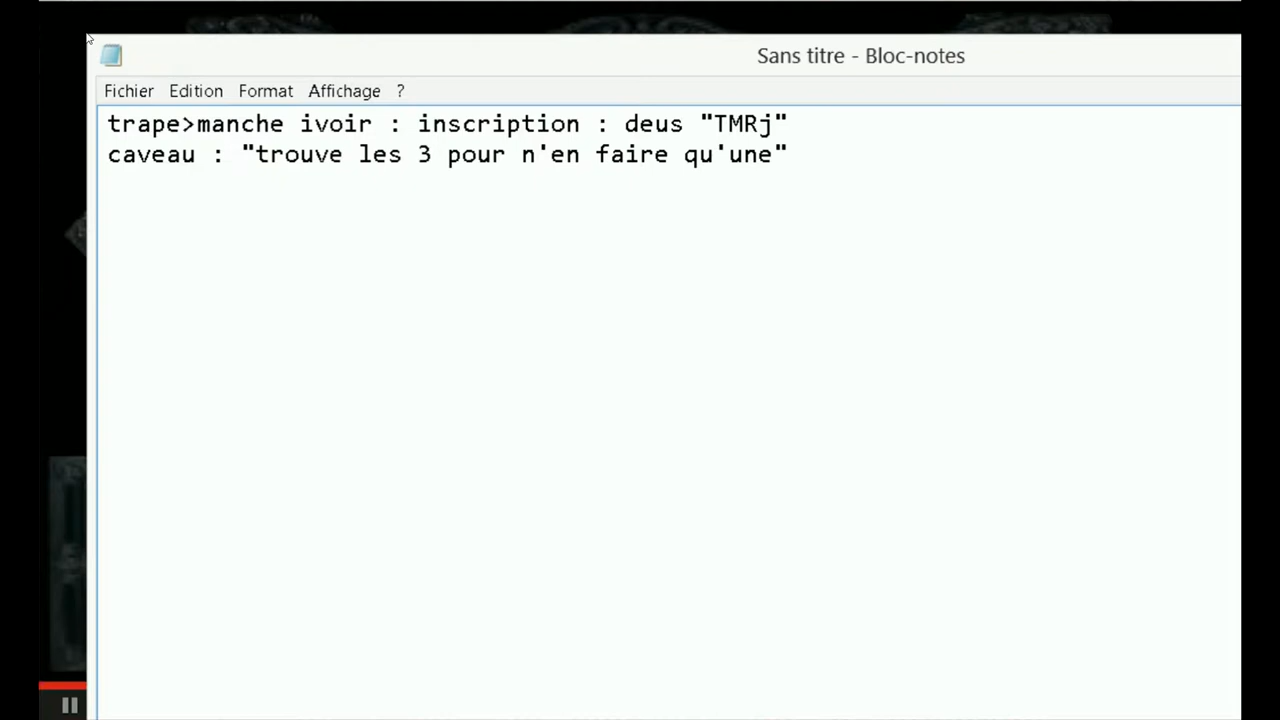 Sans titre - Bloc-notes
Fichier Edition Format Affichage ?
trape>manche ivoir : inscription : deus "TMRj"
caveau : "trouve les 3 pour n'en faire qu'une"